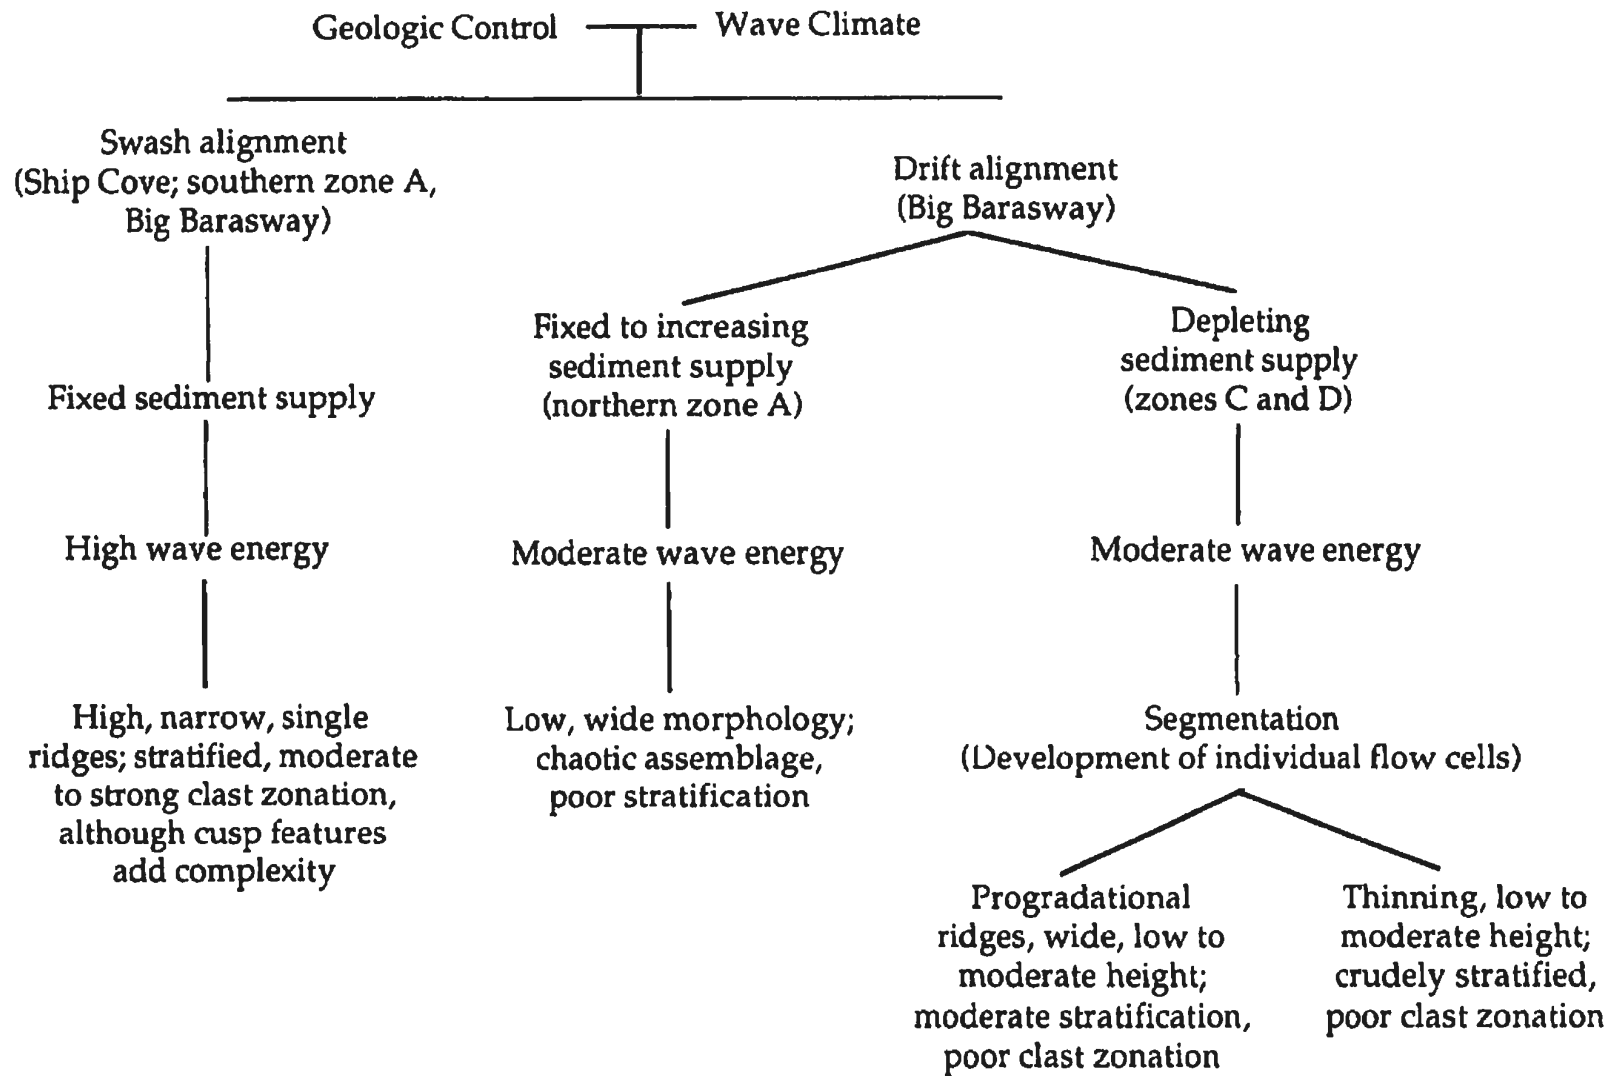 Geologic Control
Wave Climate
Swash alignment
(Ship Cove; southern zone A,
Big Barasway)
Drift alignment
(Big Barasway)
Fixed sediment supply
Fixed to increasing
sediment supply
(northern zone A)
Depleting
sediment supply
(zones C and D)
High wave energy
Moderate wave energy
Moderate wave energy
High, narrow, single
ridges; stratified, moderate
to strong clast zonation,
although cusp features
add complexity
Low, wide morphology;
chaotic assemblage,
poor stratification
Segmentation
(Development of individual flow cells)
Progradational
ridges, wide, low to
moderate height;
moderate stratification,
poor clast zonation
Thinning, low to
moderate height;
crudely stratified,
poor clast zonation